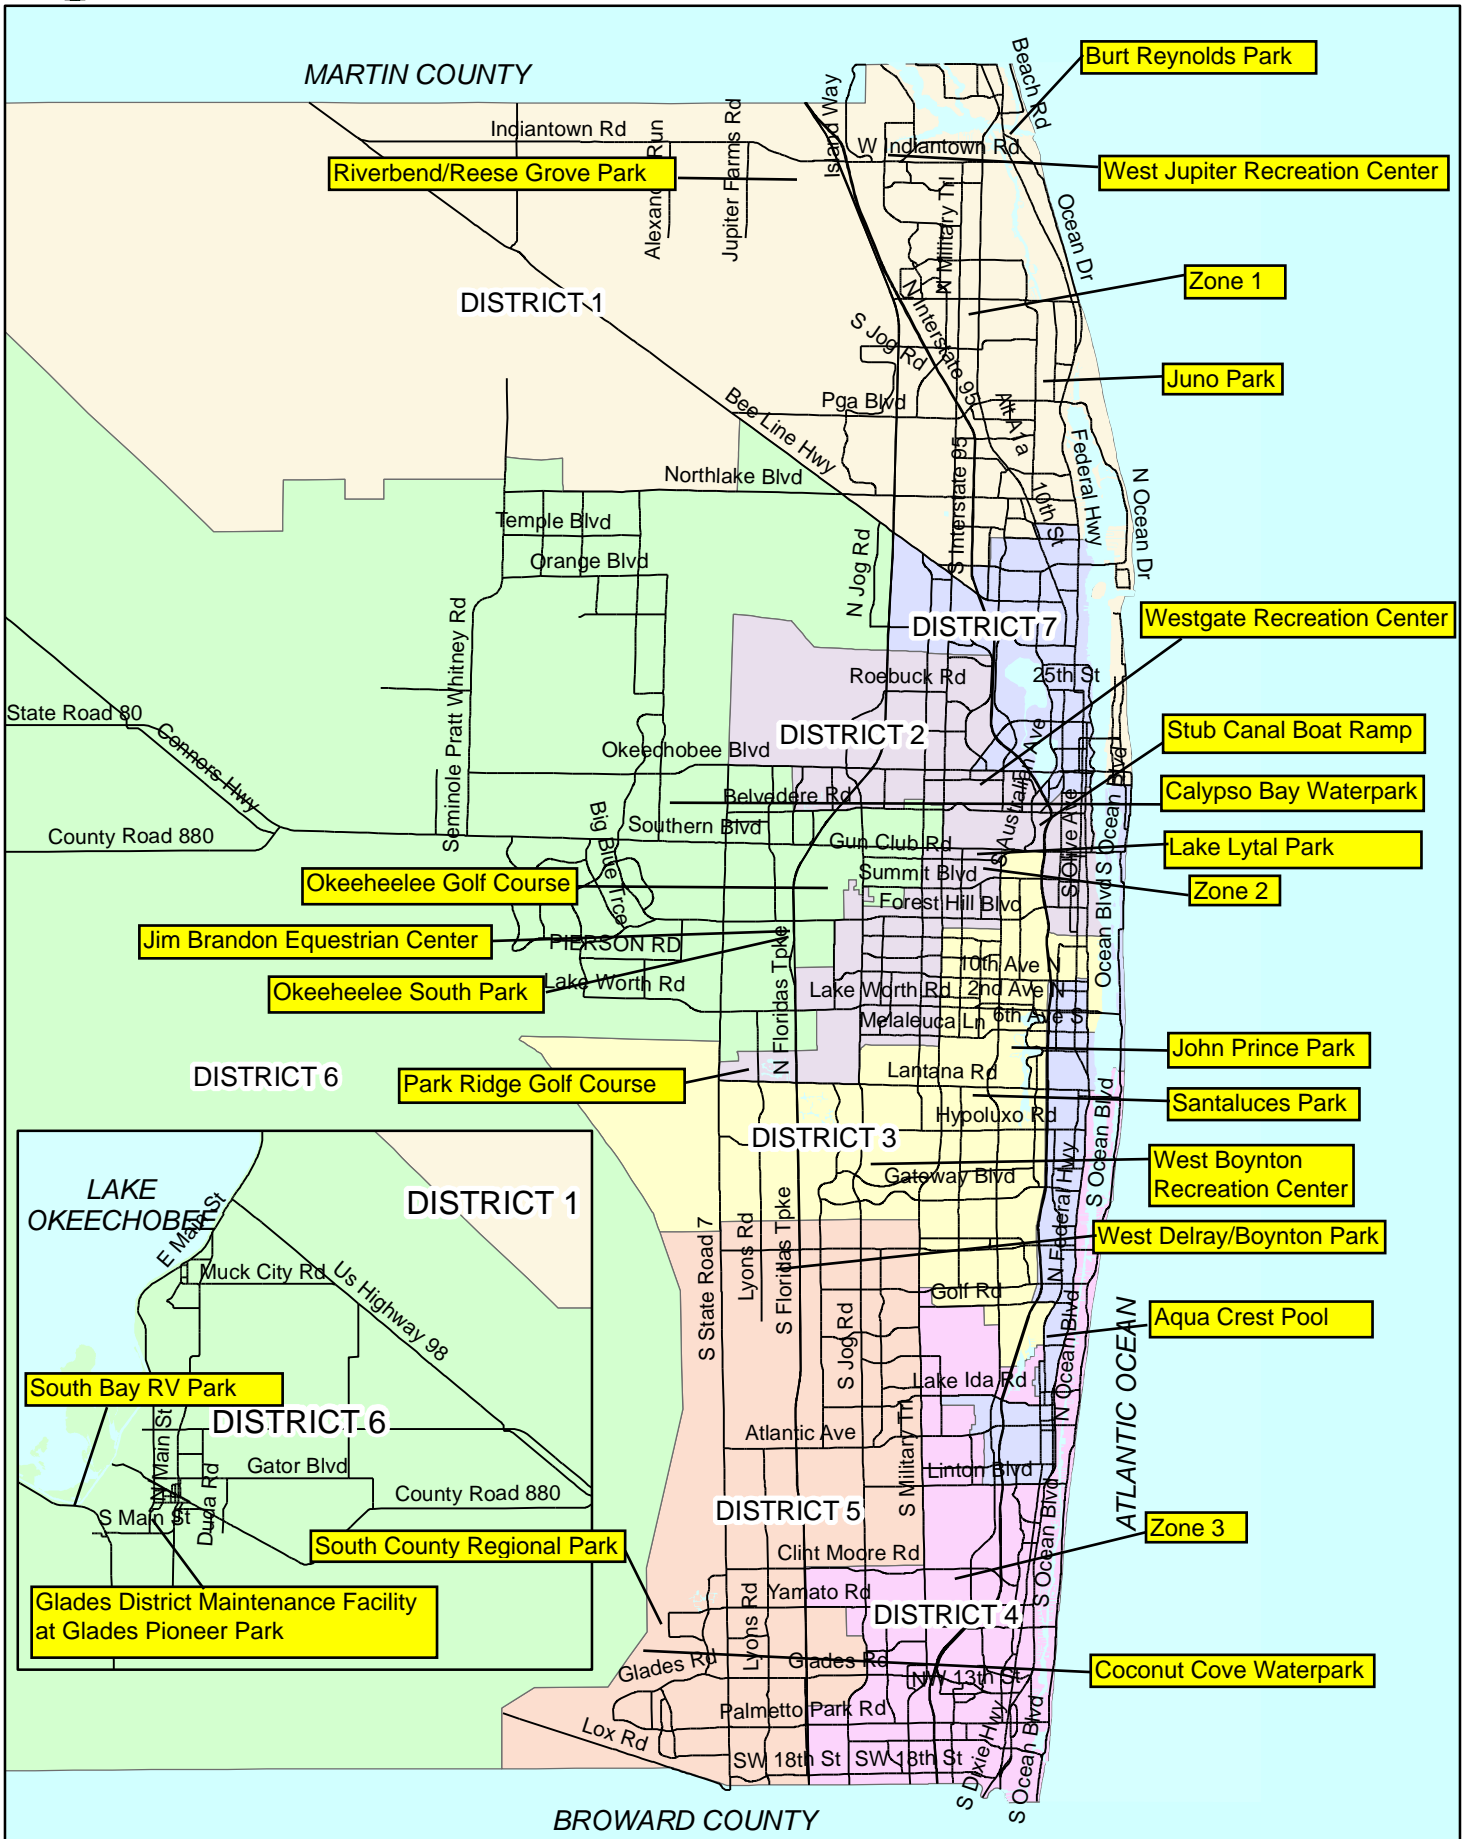 MARTIN COUNTY
Beach Rd
Burt Reynolds Park
Indiantown Rd
Island Way
W Indiantown Rd
Riverbend/Reese Grove Park
West Jupiter Recreation Center
Jupiter Farms Rd
N Military Trl
Ocean Dr
Zone 1
DISTRICT 1
N Interstate 95
S Jog Rd
Juno Park
Pga Blvd
Alt A1a
Bee Line Hwy
Federal Hwy
S Interstate 95
Northlake Blvd
N Ocean Dr
10th St
Temple Blvd
Orange Blvd
N Jog Rd
Westgate Recreation Center
DISTRICT 7
Seminole Pratt Whitney Rd
Roebuck Rd
25th St
State Road 80
Connors Hwy
DISTRICT 2
Stub Canal Boat Ramp
Okeechobee Blvd
S Australian Ave
S Ocean Blvd
Calypso Bay Waterpark
Belvedere Rd
S Olive Ave
Big Blue Trce
Southern Blvd
County Road 880
Gun Club Rd
Lake Lytal Park
Summit Blvd
Okeeheelee Golf Course
Zone 2
Forest Hill Blvd
Ocean Blvd
Jim Brandon Equestrian Center
PIERSON RD
10th Ave N
Okeeheelee South Park
Lake Worth Rd
Lake Worth Rd
2nd Ave N
6th Ave S
Melaleuca Ln
N Floridas Tpke
John Prince Park
Lantana Rd
DISTRICT 6
Park Ridge Golf Course
Santaluces Park
Hypoluxo Rd
S Ocean Blvd
DISTRICT 3
West Boynton
Recreation Center
Gateway Blvd
LAKE
OKEECHOBEE
DISTRICT 1
E Main St
N Federal Hwy
S State Road 7
Lyons Rd
S Floridas Tpke
West Delray/Boynton Park
Muck City Rd
Us Highway 98
Golf Rd
Aqua Crest Pool
N Ocean Blvd
ATLANTIC OCEAN
S Jog Rd
South Bay RV Park
Lake Ida Rd
DISTRICT 6
Atlantic Ave
S Military Trl
N Main St
Gator Blvd
Linton Blvd
County Road 880
Duda Rd
S Main St
DISTRICT 5
S Ocean Blvd
Zone 3
South County Regional Park
Clint Moore Rd
Glades District Maintenance Facility
at Glades Pioneer Park
Yamato Rd
DISTRICT 4
Lyons Rd
Glades Rd
Glades Rd
NW 13th St
Coconut Cove Waterpark
Palmetto Park Rd
Lox Rd
SW 18th St
SW 18th St
S Dixie Hwy
S Ocean Blvd
BROWARD COUNTY